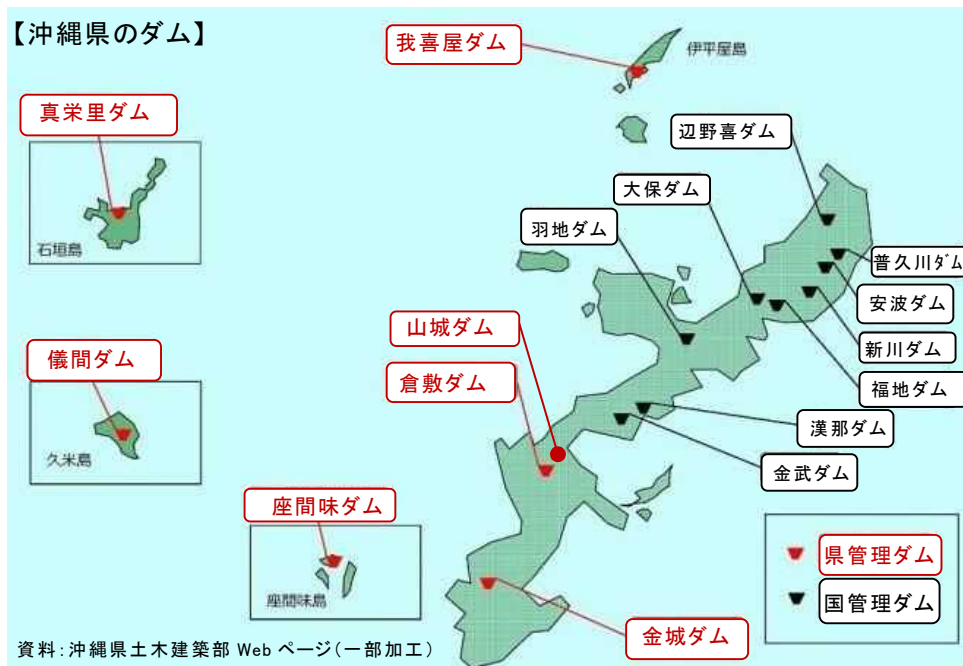 【沖縄県のダム】
我喜屋ダム
伊平屋島
真栄里ダム
辺野喜ダム
大保ダム
羽地ダム
石垣島
普久川ダム
安波ダム
山城ダム
新川ダム
儀間ダム
倉敷ダム
福地ダム
漢那ダム
久米島
金武ダム
座間味ダム
県管理ダム
座間味島
国管理ダム
金城ダム
資料:沖縄県土木建築部 Web ページ(一部加工)